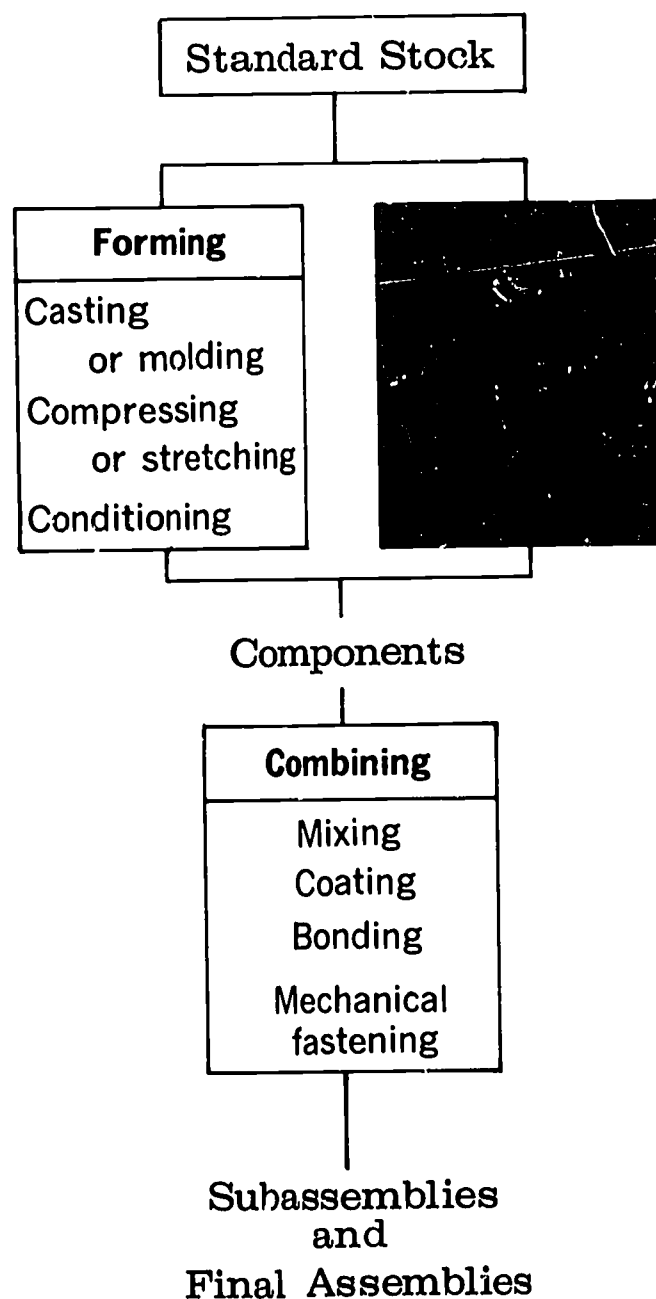 Standard Stock
Forming
Casting
or molding
Compressing
or stretching
Conditioning
Components
Combining
Mixing
Coating
Bonding
Mechanical
fastening
Subassemblies
and
Final Assemblies